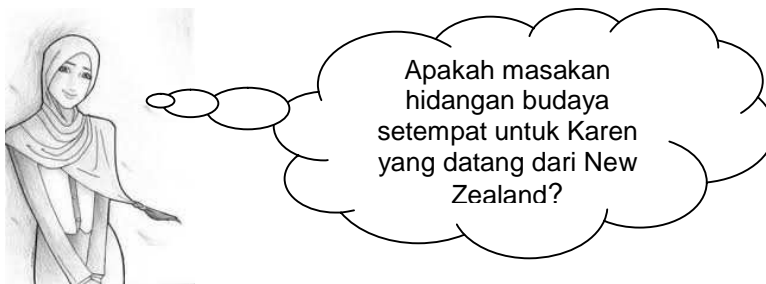 Apakah masakan
hidangan budaya
setempat untuk Karen
yang datang dari New
Zealand?